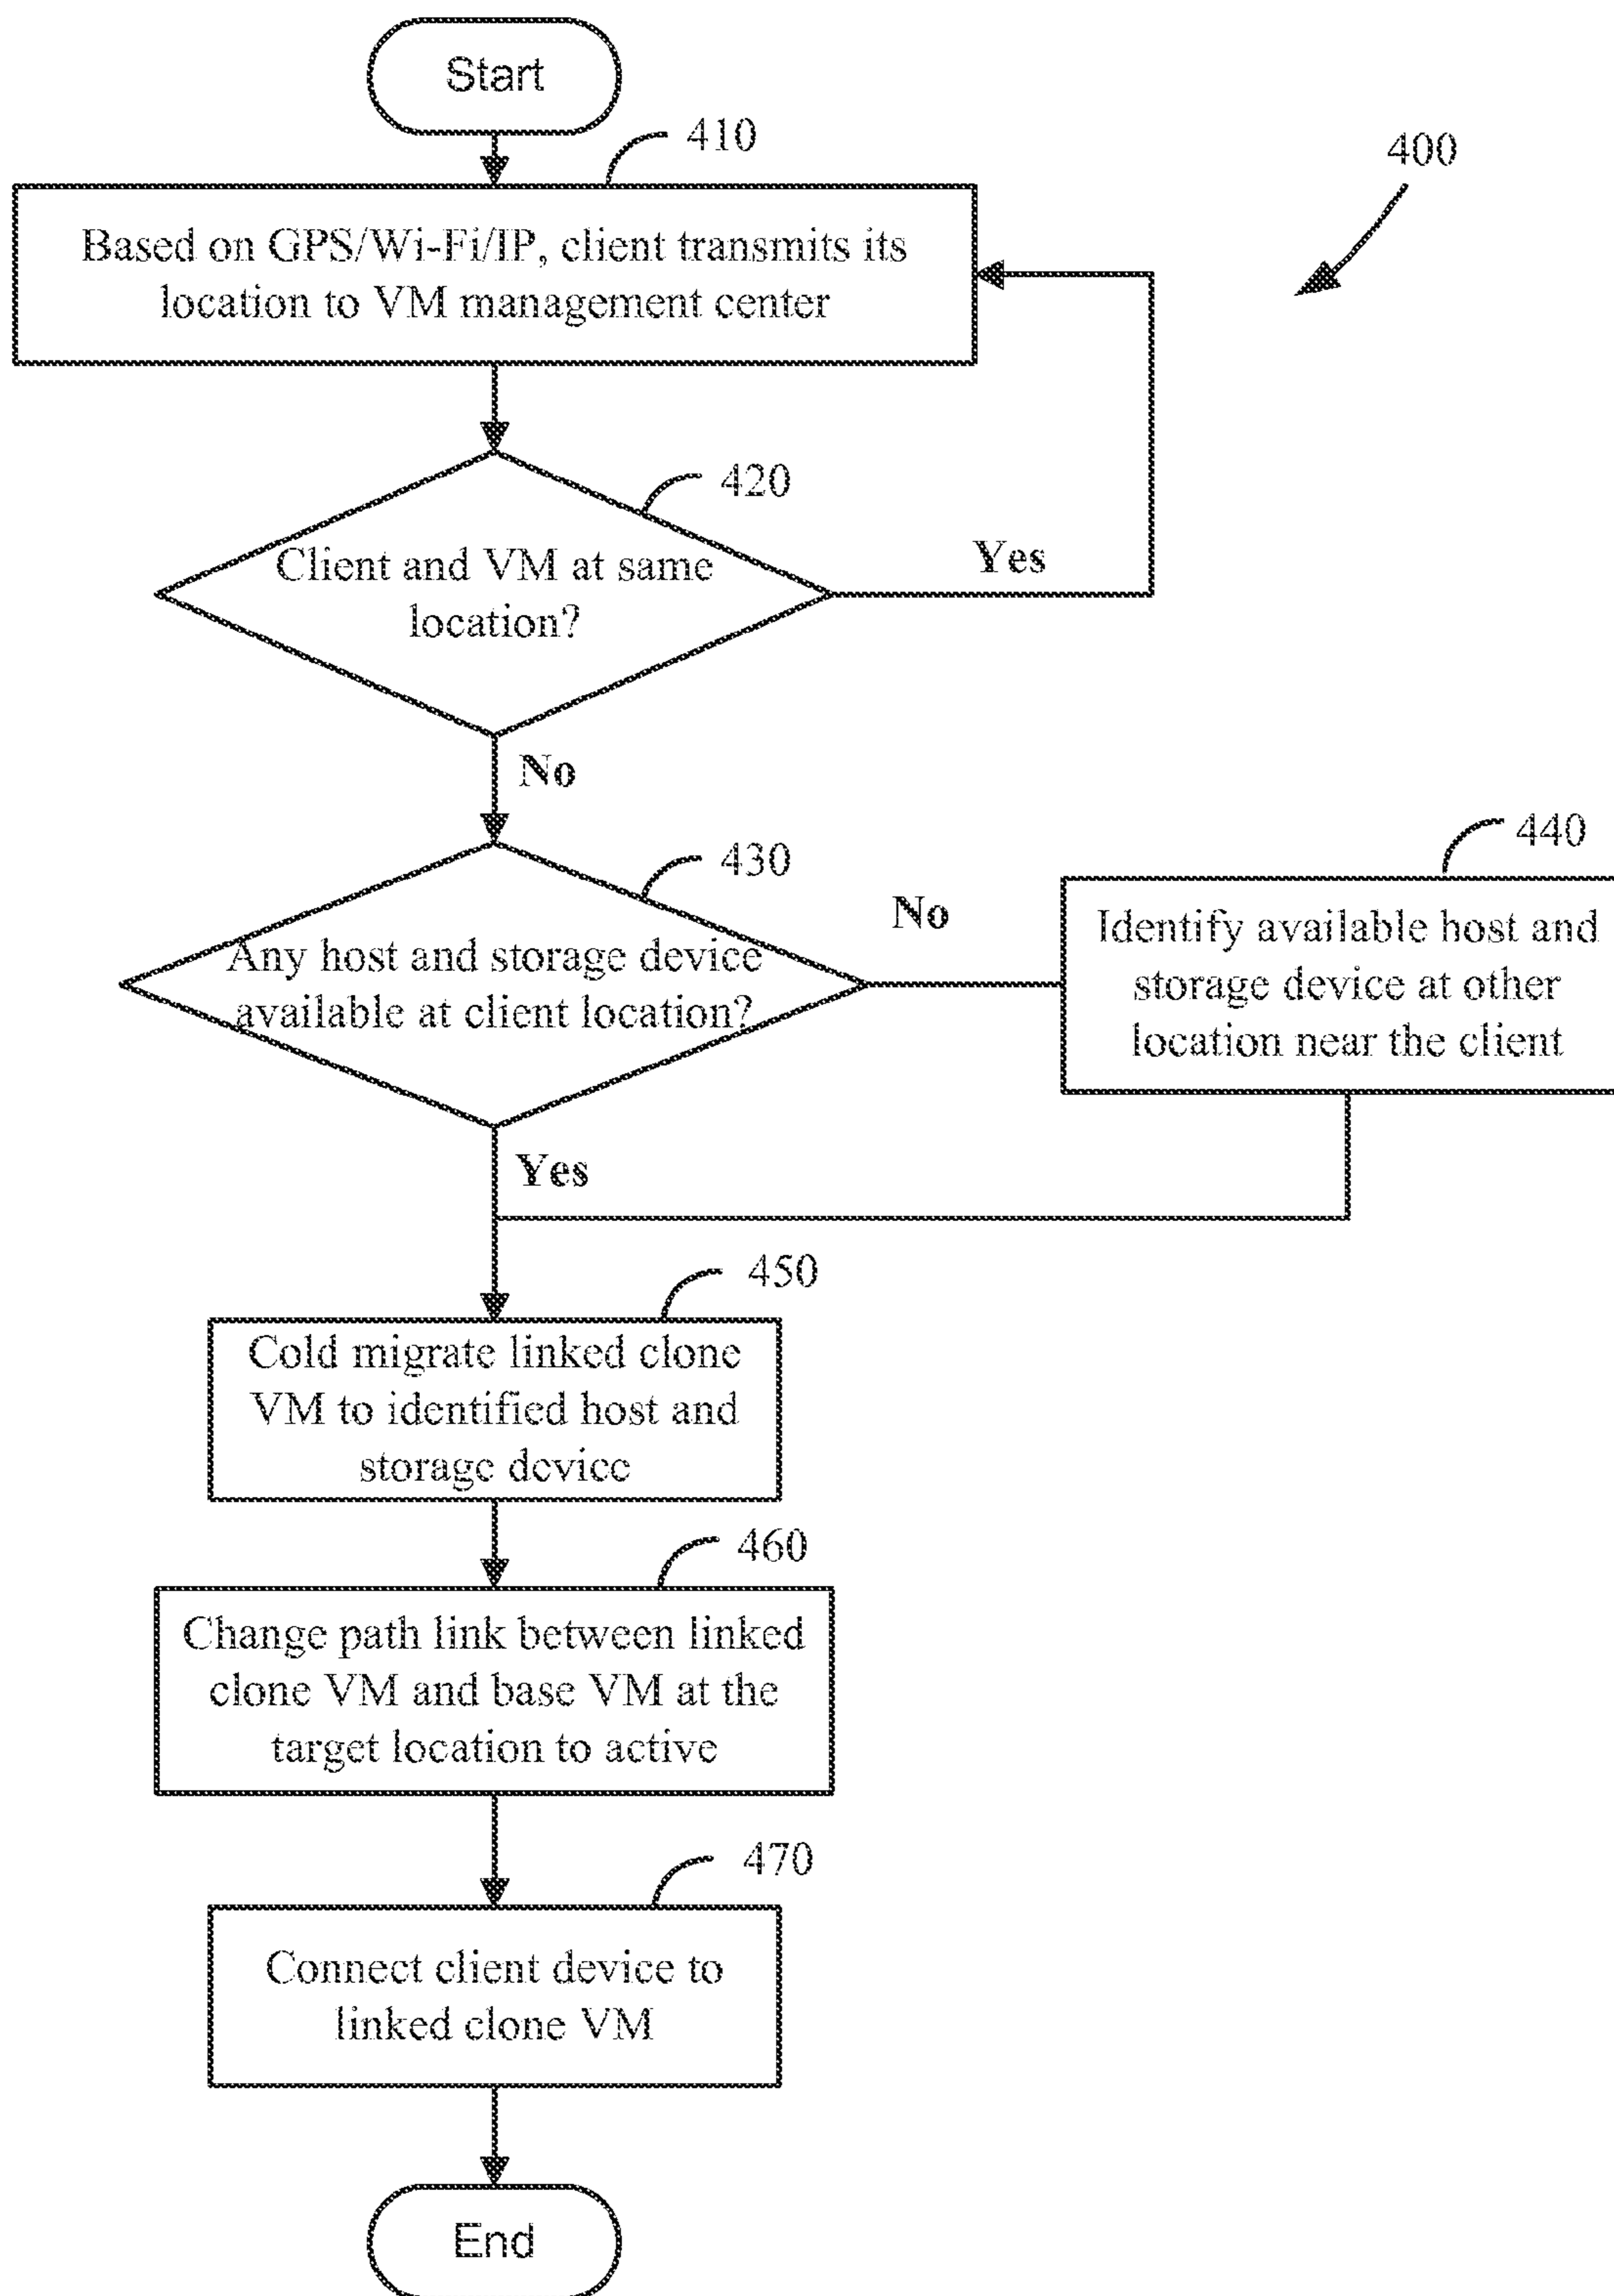 Start
410
400
Based on GPS/Wi-Fi/IP, client transmits its
location to VM management center
420
Client and VM at same
location?
Yes
No
430
440
Any host and storage device
available at client location?
No
Identify available host and
storage device at other
location near the client
Yes
450
Cold migrate linked clone
VM to identified host and
storage device
460
Change path link between linked
clone VM and base VM at the
target location to active
470
Connect client device to
linked clone VM
End